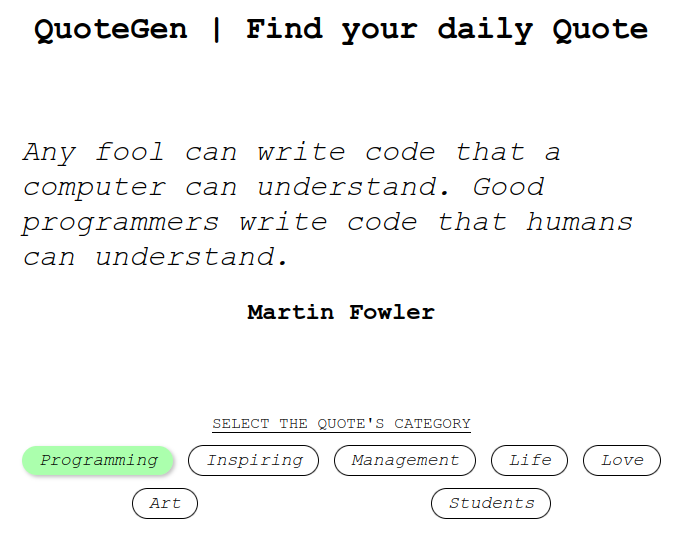 QuoteGen | Find your daily Quote
Any fool can write code that a
computer can understand. Good
programmers write code that humans
can understand.
Martin Fowler
SELECT THE QUOTE'S CATEGORY
Programming Inspiring Management Life Love
Art Students